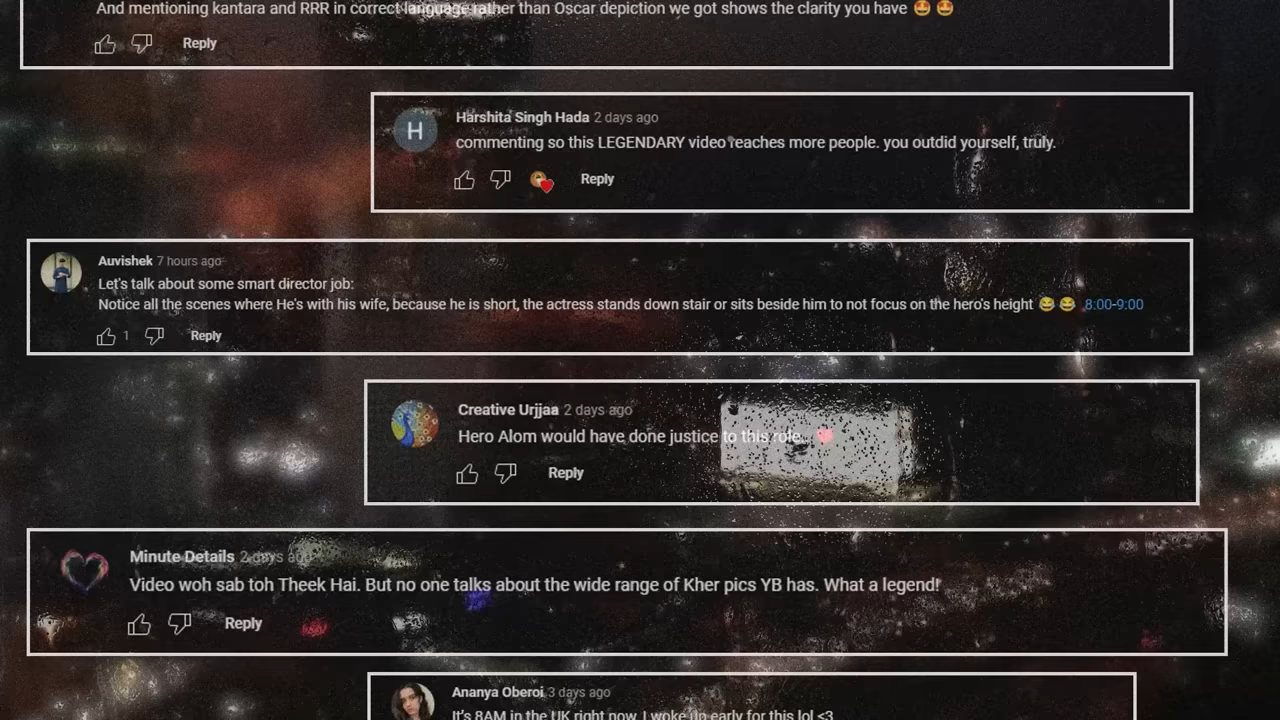 And mentioning kantara and RRR in correct language rather than Oscar depiction we got shows the clarity you have 🤩 🤩
Reply
Harshita Singh Hada 2 days ago
commenting so this LEGENDARY video reaches more people. you outdid yourself, truly.
Reply
H
Auvishek 7 hours ago
Let's talk about some smart director job:
Notice all the scenes where He's with his wife, because he is short, the actress stands down stair or sits beside him to not focus on the hero's height 😂 😂 8:00-9:00
1 Reply
Creative Urjjaa 2 days ago
Hero Alom would have done justice to this role...
Reply
Minute Details 2 days ago
Video woh sab toh Theek Hai. But no one talks about the wide range of Kher pics YB has. What a legend!
Reply
Ananya Oberoi 3 days ago
It's 8AM in the UK right now, I woke up early for this lol <3